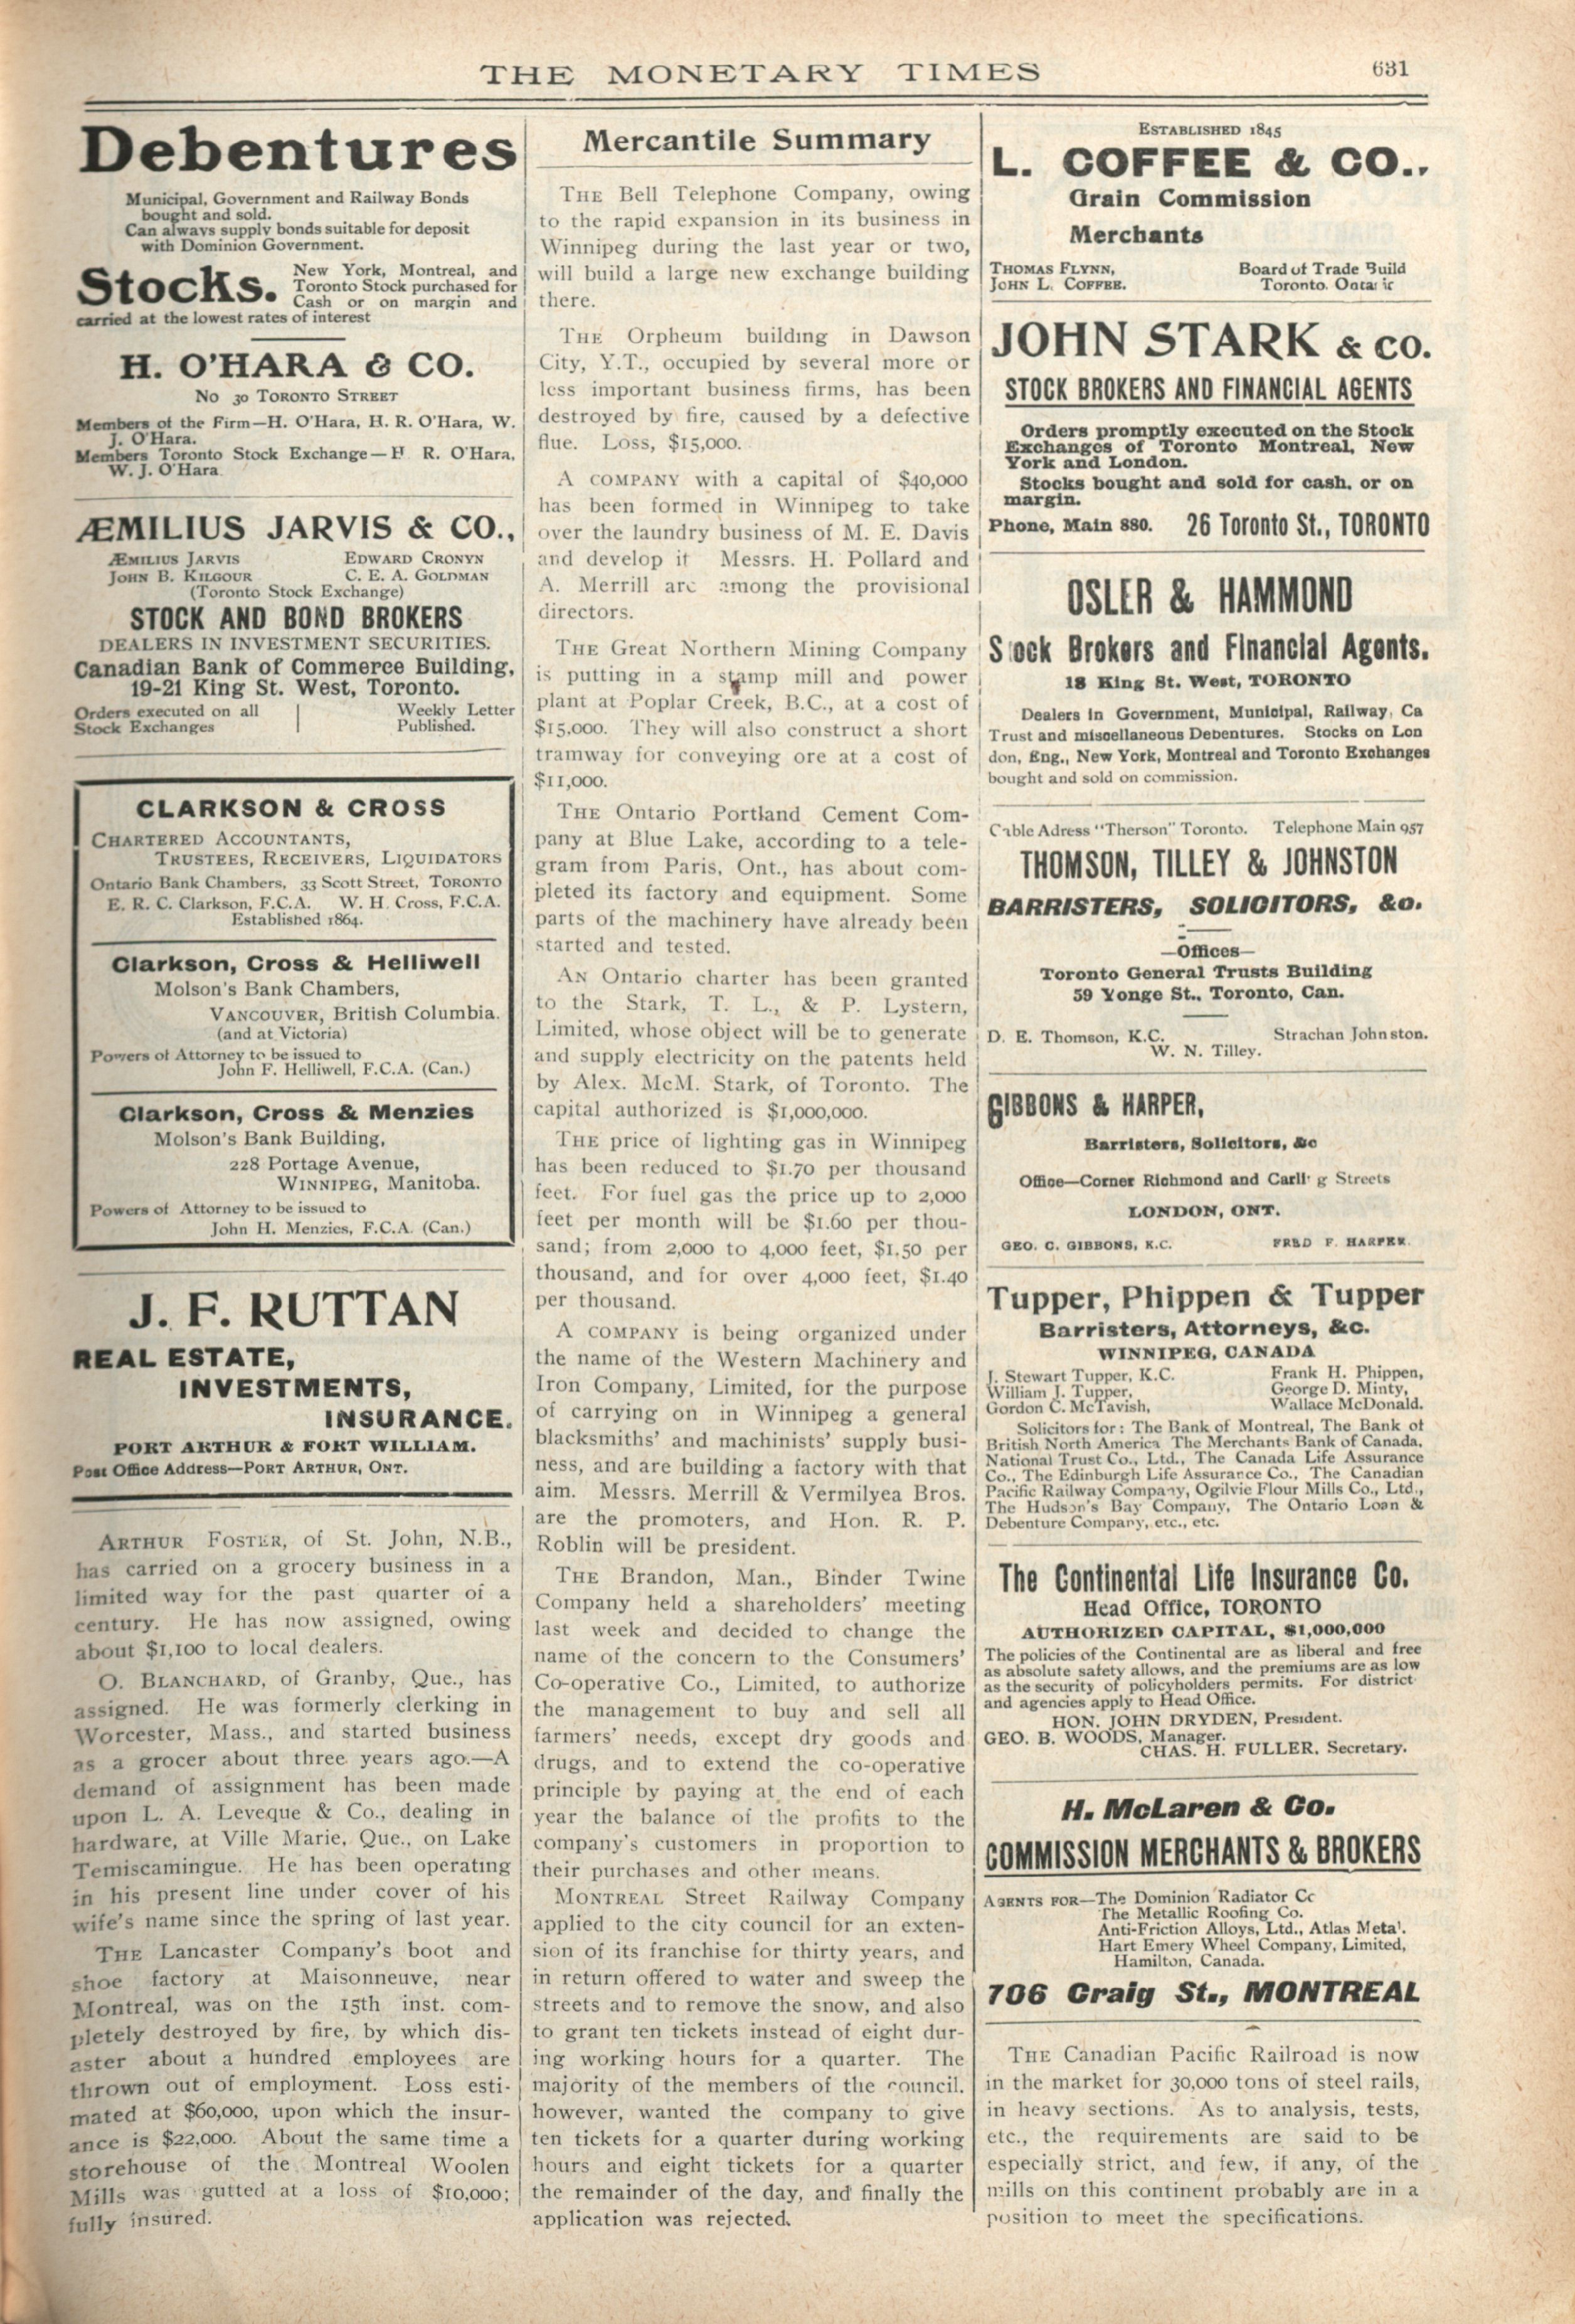 THE MONETARY TIMES
631
Debentures
Municipal, Government and Railway Bonds
bought and sold.
Can always supply bonds suitable for deposit
with Dominion Government.
Stocks.
New York, Montreal, and
Toronto Stock purchased for
Cash or on margin and
carried at the lowest rates of interest
H. O'HARA & CO.
No 30 TORONTO STREET
Members of the Firm—H. O'Hara, H. R. O'Hara, W.
J. O'Hara.
Members Toronto Stock Exchange—H R. O'Hara,
W. J. O'Hara
ÆMILIUS JARVIS & CO.,
ÆMILIUS JARVIS EDWARD CRONYN
JOHN B. KILGOUR C. E. A. GOLDMAN
(Toronto Stock Exchange)
STOCK AND BOND BROKERS
DEALERS IN INVESTMENT SECURITIES.
Canadian Bank of Commerce Building,
19-21 King St. West, Toronto.
Orders executed on all Weekly Letter
Stock Exchanges Published.
CLARKSON & CROSS
CHARTERED ACCOUNTANTS,
TRUSTEES, RECEIVERS, LIQUIDATORS
Ontario Bank Chambers, 33 Scott Street, TORONTO
E. R. C. Clarkson, F.C.A. W. H. Cross, F.C.A.
Established 1864.
Clarkson, Cross & Helliwell
Molson's Bank Chambers,
VANCOUVER, British Columbia.
(and at Victoria)
Powers of Attorney to be issued to
John F. Helliwell, F.C.A. (Can.)
Clarkson, Cross & Menzies
Molson's Bank Building,
228 Portage Avenue,
WINNIPEG, Manitoba.
Powers of Attorney to be issued to
John H. Menzies, F.C.A. (Can.)
J. F. RUTTAN
REAL ESTATE,
INVESTMENTS,
INSURANCE.
PORT ARTHUR & FORT WILLIAM.
Post Office Address—PORT ARTHUR, ONT.
ARTHUR FOSTER, of St. John, N.B.,
has carried on a grocery business in a
limited way for the past quarter of a
century. He has now assigned, owing
about $1,100 to local dealers.
O. BLANCHARD, of Granby, Que., has
assigned. He was formerly clerking in
Worcester, Mass., and started business
as a grocer about three years ago.—A
demand of assignment has been made
upon L. A. Leveque & Co., dealing in
hardware, at Ville Marie, Que., on Lake
Temiscamingue. He has been operating
in his present line under cover of his
wife's name since the spring of last year.
THE Lancaster Company's boot and
shoe factory at Maisonneuve, near
Montreal, was on the 15th inst. com-
pletely destroyed by fire, by which dis-
aster about a hundred employees are
thrown out of employment. Loss esti-
mated at $60,000, upon which the insur-
ance is $22,000. About the same time a
storehouse of the Montreal Woolen
Mills was gutted at a loss of $10,000;
fully insured.
Mercantile Summary
THE Bell Telephone Company, owing
to the rapid expansion in its business in
Winnipeg during the last year or two,
will build a large new exchange building
there.
THE Orpheum building in Dawson
City, Y.T., occupied by several more or
less important business firms, has been
destroyed by fire, caused by a defective
flue. Loss, $15,000.
A COMPANY with a capital of $40,000
has been formed in Winnipeg to take
over the laundry business of M. E. Davis
and develop it Messrs. H. Pollard and
A. Merrill are among the provisional
directors.
THE Great Northern Mining Company
is putting in a stamp mill and power
plant at Poplar Creek, B.C., at a cost of
$15,000. They will also construct a short
tramway for conveying ore at a cost of
$11,000.
THE Ontario Portland Cement Com-
pany at Blue Lake, according to a tele-
gram from Paris, Ont., has about com-
pleted its factory and equipment. Some
parts of the machinery have already been
started and tested.
AN Ontario charter has been granted
to the Stark, T. L., & P. Lystern,
Limited, whose object will be to generate
and supply electricity on the patents held
by Alex. McM. Stark, of Toronto. The
capital authorized is $1,000,000.
THE price of lighting gas in Winnipeg
has been reduced to $1.70 per thousand
feet. For fuel gas the price up to 2,000
feet per month will be $1.60 per thou-
sand; from 2,000 to 4,000 feet, $1.50 per
thousand, and for over 4,000 feet, $1.40
per thousand.
A COMPANY is being organized under
the name of the Western Machinery and
Iron Company, Limited, for the purpose
of carrying on in Winnipeg a general
blacksmiths' and machinists' supply busi-
ness, and are building a factory with that
aim. Messrs. Merrill & Vermilyea Bros.
are the promoters, and Hon. R. P.
Roblin will be president.
THE Brandon, Man., Binder Twine
Company held a shareholders' meeting
last week and decided to change the
name of the concern to the Consumers'
Co-operative Co., Limited, to authorize
the management to buy and sell all
farmers' needs, except dry goods and
drugs, and to extend the co-operative
principle by paying at the end of each
year the balance of the profits to the
company's customers in proportion to
their purchases and other means.
MONTREAL Street Railway Company
applied to the city council for an exten-
sion of its franchise for thirty years, and
in return offered to water and sweep the
streets and to remove the snow, and also
to grant ten tickets instead of eight dur-
ing working hours for a quarter. The
majority of the members of the council,
however, wanted the company to give
ten tickets for a quarter during working
hours and eight tickets for a quarter
the remainder of the day, and finally the
application was rejected.
ESTABLISHED 1845
L. COFFEE & CO.,
Grain Commission
Merchants
THOMAS FLYNN, Board of Trade Build
JOHN L. COFFEE. Toronto. Ontario
JOHN STARK & CO.
STOCK BROKERS AND FINANCIAL AGENTS
Orders promptly executed on the Stock
Exchanges of Toronto Montreal, New
York and London.
Stocks bought and sold for cash, or on
margin.
Phone, Main 880. 26 Toronto St., TORONTO
OSLER & HAMMOND
Stock Brokers and Financial Agents.
18 King St. West, TORONTO
Dealers in Government, Municipal, Railway, Ca
Trust and miscellaneous Debentures. Stocks on Lon
don, Eng., New York, Montreal and Toronto Exchanges
bought and sold on commission.
Cable Adress "Therson" Toronto. Telephone Main 957
THOMSON, TILLEY & JOHNSTON
BARRISTERS, SOLICITORS, &c.
—Offices—
Toronto General Trusts Building
59 Yonge St., Toronto, Can.
D. E. Thomson, K.C. Strachan Johnston.
W. N. Tilley.
GIBBONS & HARPER,
Barristers, Solicitors, &c
Office—Corner Richmond and Carli g Streets
LONDON, ONT.
GEO. C. GIBBONS, K.C. FRED F. HARPER.
Tupper, Phippen & Tupper
Barristers, Attorneys, &c.
WINNIPEG, CANADA
J. Stewart Tupper, K.C. Frank H. Phippen,
William J. Tupper, George D. Minty,
Gordon C. McTavish, Wallace McDonald.
Solicitors for: The Bank of Montreal, The Bank of
British North America The Merchants Bank of Canada,
National Trust Co., Ltd., The Canada Life Assurance
Co., The Edinburgh Life Assurance Co., The Canadian
Pacific Railway Company, Ogilvie Flour Mills Co., Ltd.,
The Hudson's Bay Company, The Ontario Loan &
Debenture Company, etc., etc.
The Continental Life Insurance Co.
Head Office, TORONTO
AUTHORIZED CAPITAL, $1,000,000
The policies of the Continental are as liberal and free
as absolute safety allows, and the premiums are as low
as the security of policyholders permits. For district
and agencies apply to Head Office.
HON. JOHN DRYDEN, President.
GEO. B. WOODS, Manager.
CHAS. H. FULLER, Secretary.
H. McLaren & Co.
COMMISSION MERCHANTS & BROKERS
AGENTS FOR—The Dominion Radiator Co
The Metallic Roofing Co.
Anti-Friction Alloys, Ltd., Atlas Metal.
Hart Emery Wheel Company, Limited,
Hamilton, Canada.
706 Craig St., MONTREAL
THE Canadian Pacific Railroad is now
in the market for 30,000 tons of steel rails,
in heavy sections. As to analysis, tests,
etc., the requirements are said to be
especially strict, and few, if any, of the
mills on this continent probably are in a
position to meet the specifications.